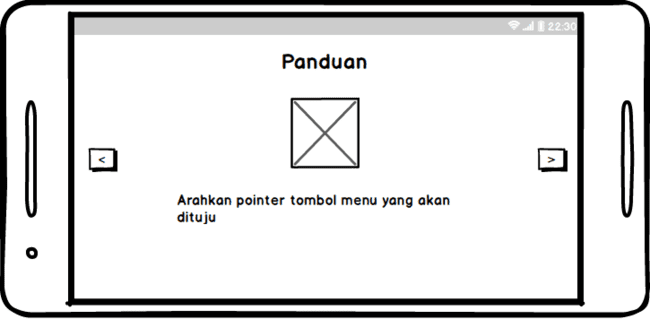 22:30
Panduan
<
>
Arahkan pointer tombol menu yang akan
dituju